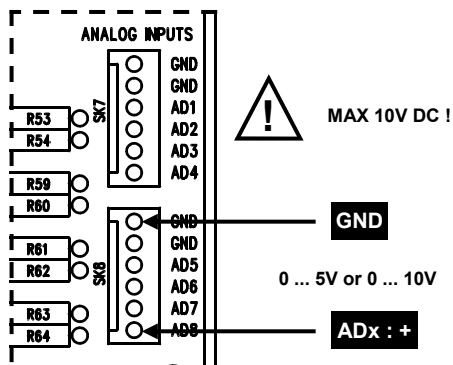 ANALOG INPUTS
GND
GND
AD1
AD2
AD3
AD4
SK7
R53
R54
R59
R60
R61
R62
R63
R64
GND
GND
AD5
AD6
AD7
AD8
SK8
!
MAX 10V DC !
GND
0 ... 5V or 0 ... 10V
ADx : +